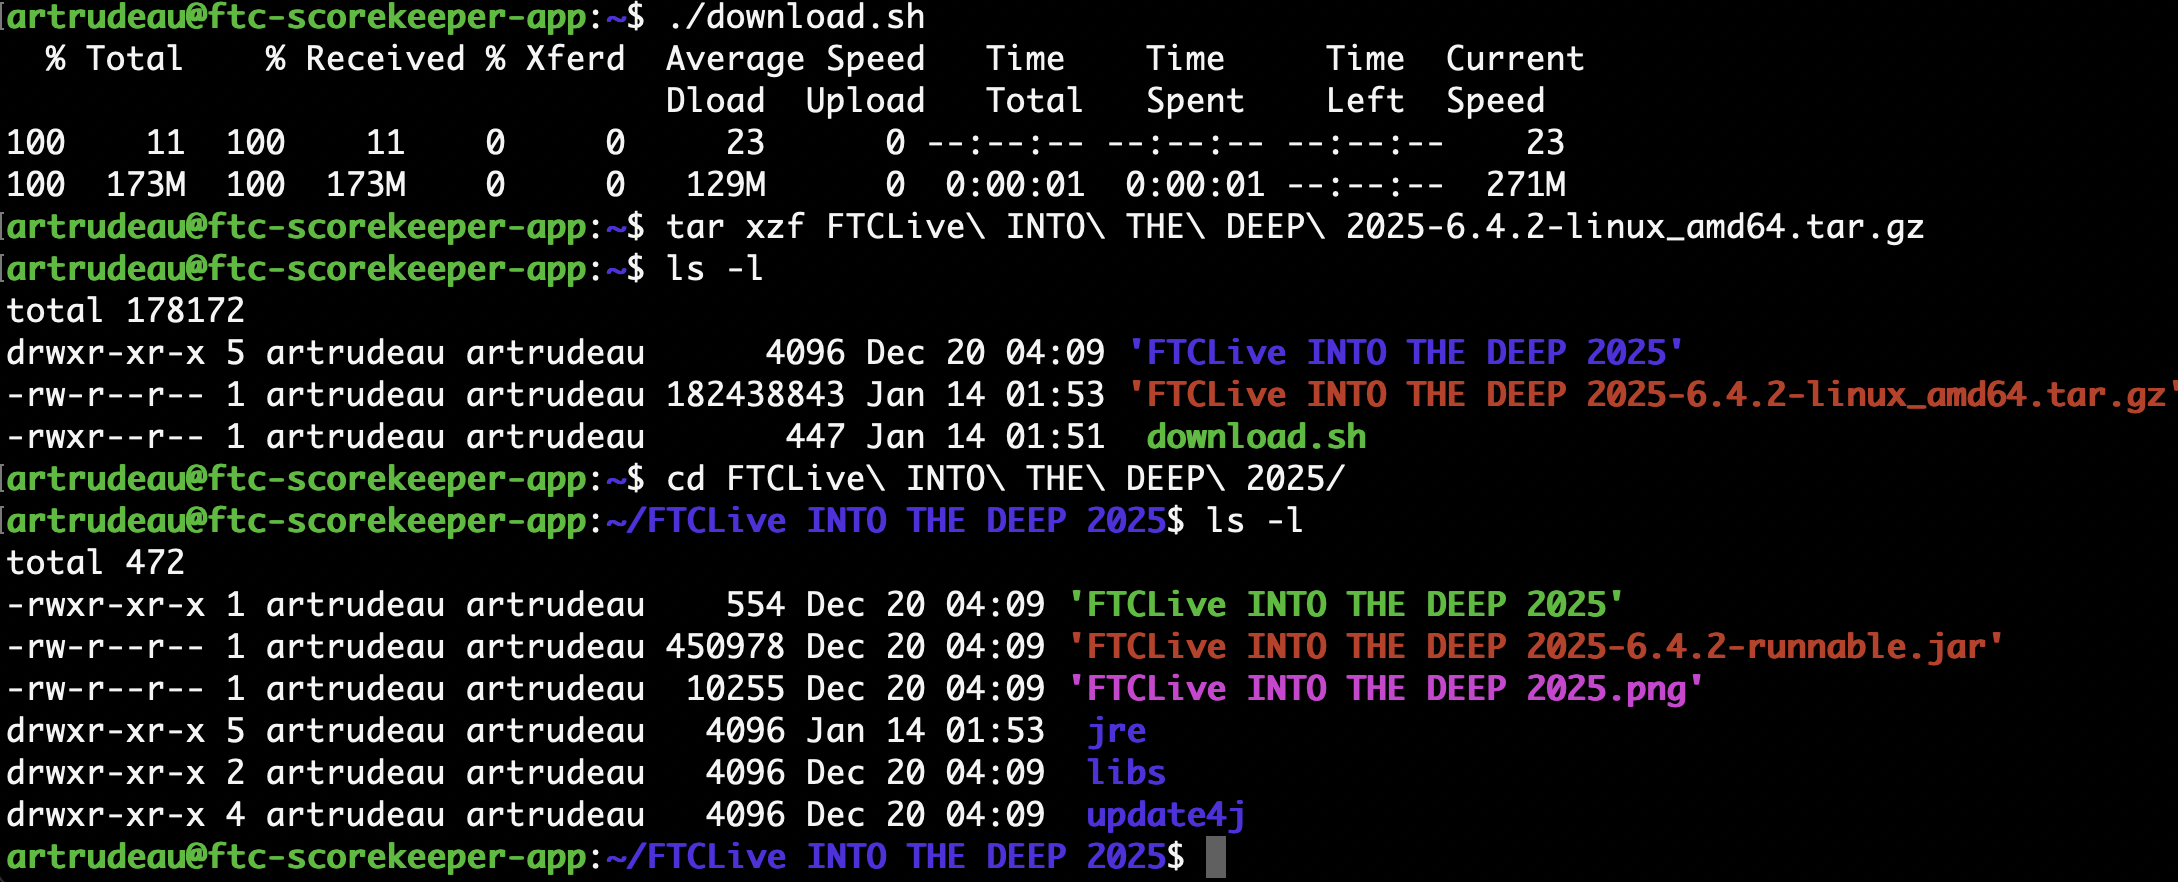 artrudeau@ftc-scorekeeper-app:~$ ./download.sh
  % Total    % Received % Xferd  Average Speed   Time    Time     Time  Current
                                 Dload  Upload   Total   Spent    Left  Speed
100    11  100    11    0     0     23      0 --:--:-- --:--:-- --:--:--    23
100  173M  100  173M    0     0   129M      0  0:00:01  0:00:01 --:--:--  271M
artrudeau@ftc-scorekeeper-app:~$ tar xzf FTCLive\ INTO\ THE\ DEEP\ 2025-6.4.2-linux_amd64.tar.gz
artrudeau@ftc-scorekeeper-app:~$ ls -l
total 178172
drwxr-xr-x 5 artrudeau artrudeau      4096 Dec 20 04:09 'FTCLive INTO THE DEEP 2025'
-rw-r--r-- 1 artrudeau artrudeau 182438843 Jan 14 01:53 'FTCLive INTO THE DEEP 2025-6.4.2-linux_amd64.tar.gz'
-rwxr--r-- 1 artrudeau artrudeau       447 Jan 14 01:51  download.sh
artrudeau@ftc-scorekeeper-app:~$ cd FTCLive\ INTO\ THE\ DEEP\ 2025/
artrudeau@ftc-scorekeeper-app:~/FTCLive INTO THE DEEP 2025$ ls -l
total 472
-rwxr-xr-x 1 artrudeau artrudeau    554 Dec 20 04:09 'FTCLive INTO THE DEEP 2025'
-rw-r--r-- 1 artrudeau artrudeau 450978 Dec 20 04:09 'FTCLive INTO THE DEEP 2025-6.4.2-runnable.jar'
-rw-r--r-- 1 artrudeau artrudeau  10255 Dec 20 04:09 'FTCLive INTO THE DEEP 2025.png'
drwxr-xr-x 5 artrudeau artrudeau   4096 Jan 14 01:53  jre
drwxr-xr-x 2 artrudeau artrudeau   4096 Dec 20 04:09  libs
drwxr-xr-x 4 artrudeau artrudeau   4096 Dec 20 04:09  update4j
artrudeau@ftc-scorekeeper-app:~/FTCLive INTO THE DEEP 2025$